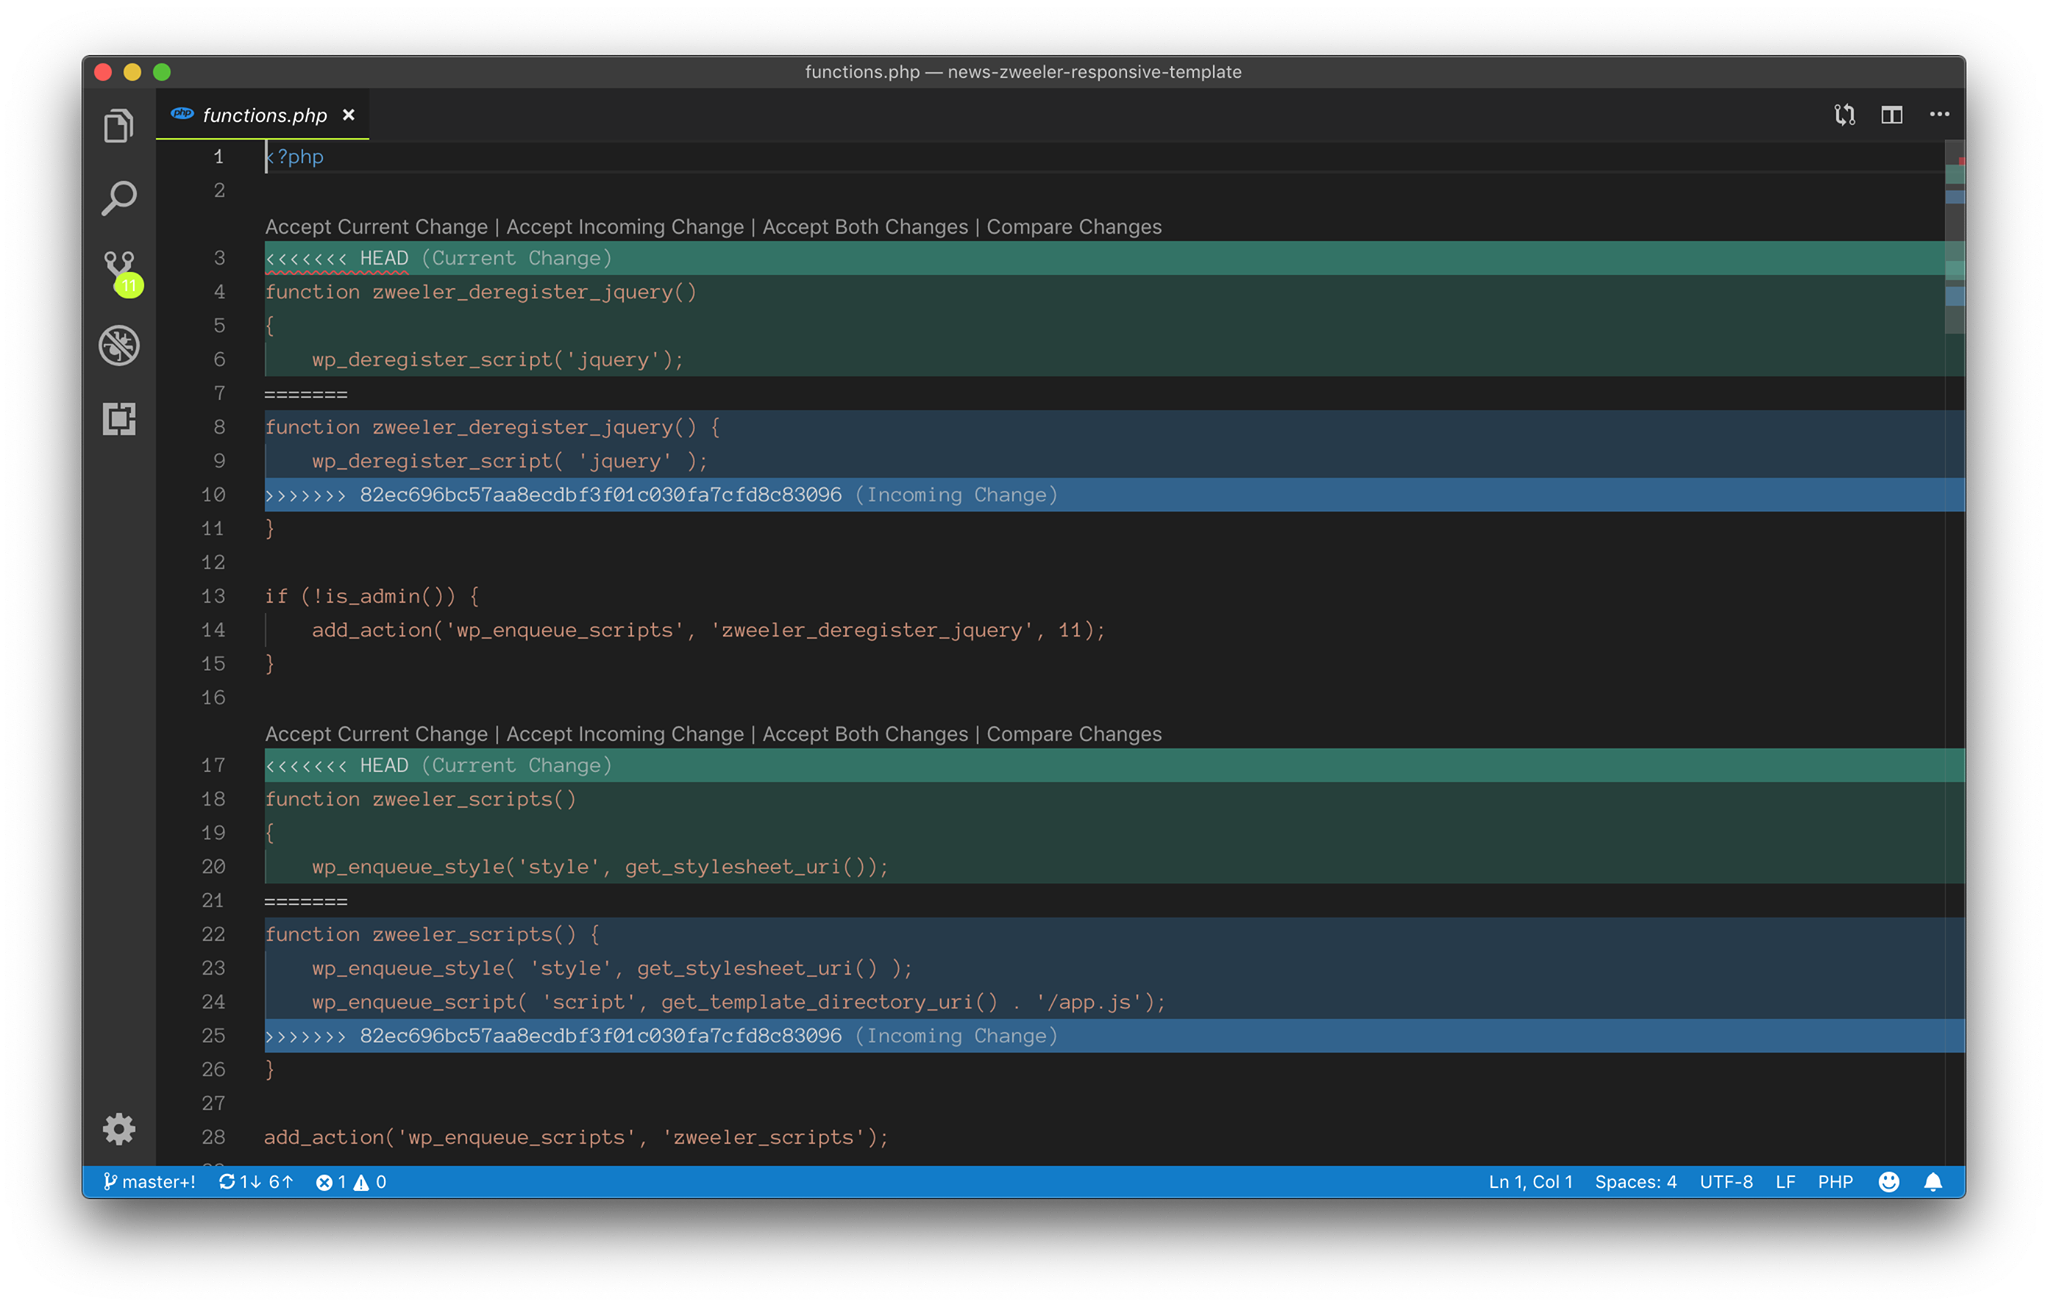 functions.php — news-zweeler-responsive-template
php functions.php ×
1 <?php
2
Accept Current Change | Accept Incoming Change | Accept Both Changes | Compare Changes
3 <<<<<<< HEAD (Current Change)
4 function zweeler_deregister_jquery()
5 {
6     wp_deregister_script('jquery');
7 =======
8 function zweeler_deregister_jquery() {
9     wp_deregister_script( 'jquery' );
10 >>>>>>> 82ec696bc57aa8ecdbf3f01c030fa7cfd8c83096 (Incoming Change)
11 }
12
13 if (!is_admin()) {
14     add_action('wp_enqueue_scripts', 'zweeler_deregister_jquery', 11);
15 }
16
Accept Current Change | Accept Incoming Change | Accept Both Changes | Compare Changes
17 <<<<<<< HEAD (Current Change)
18 function zweeler_scripts()
19 {
20     wp_enqueue_style('style', get_stylesheet_uri());
21 =======
22 function zweeler_scripts() {
23     wp_enqueue_style( 'style', get_stylesheet_uri() );
24     wp_enqueue_script( 'script', get_template_directory_uri() . '/app.js');
25 >>>>>>> 82ec696bc57aa8ecdbf3f01c030fa7cfd8c83096 (Incoming Change)
26 }
27
28 add_action('wp_enqueue_scripts', 'zweeler_scripts');
11
master+! 1↓ 6↑ 1 0 Ln 1, Col 1 Spaces: 4 UTF-8 LF PHP